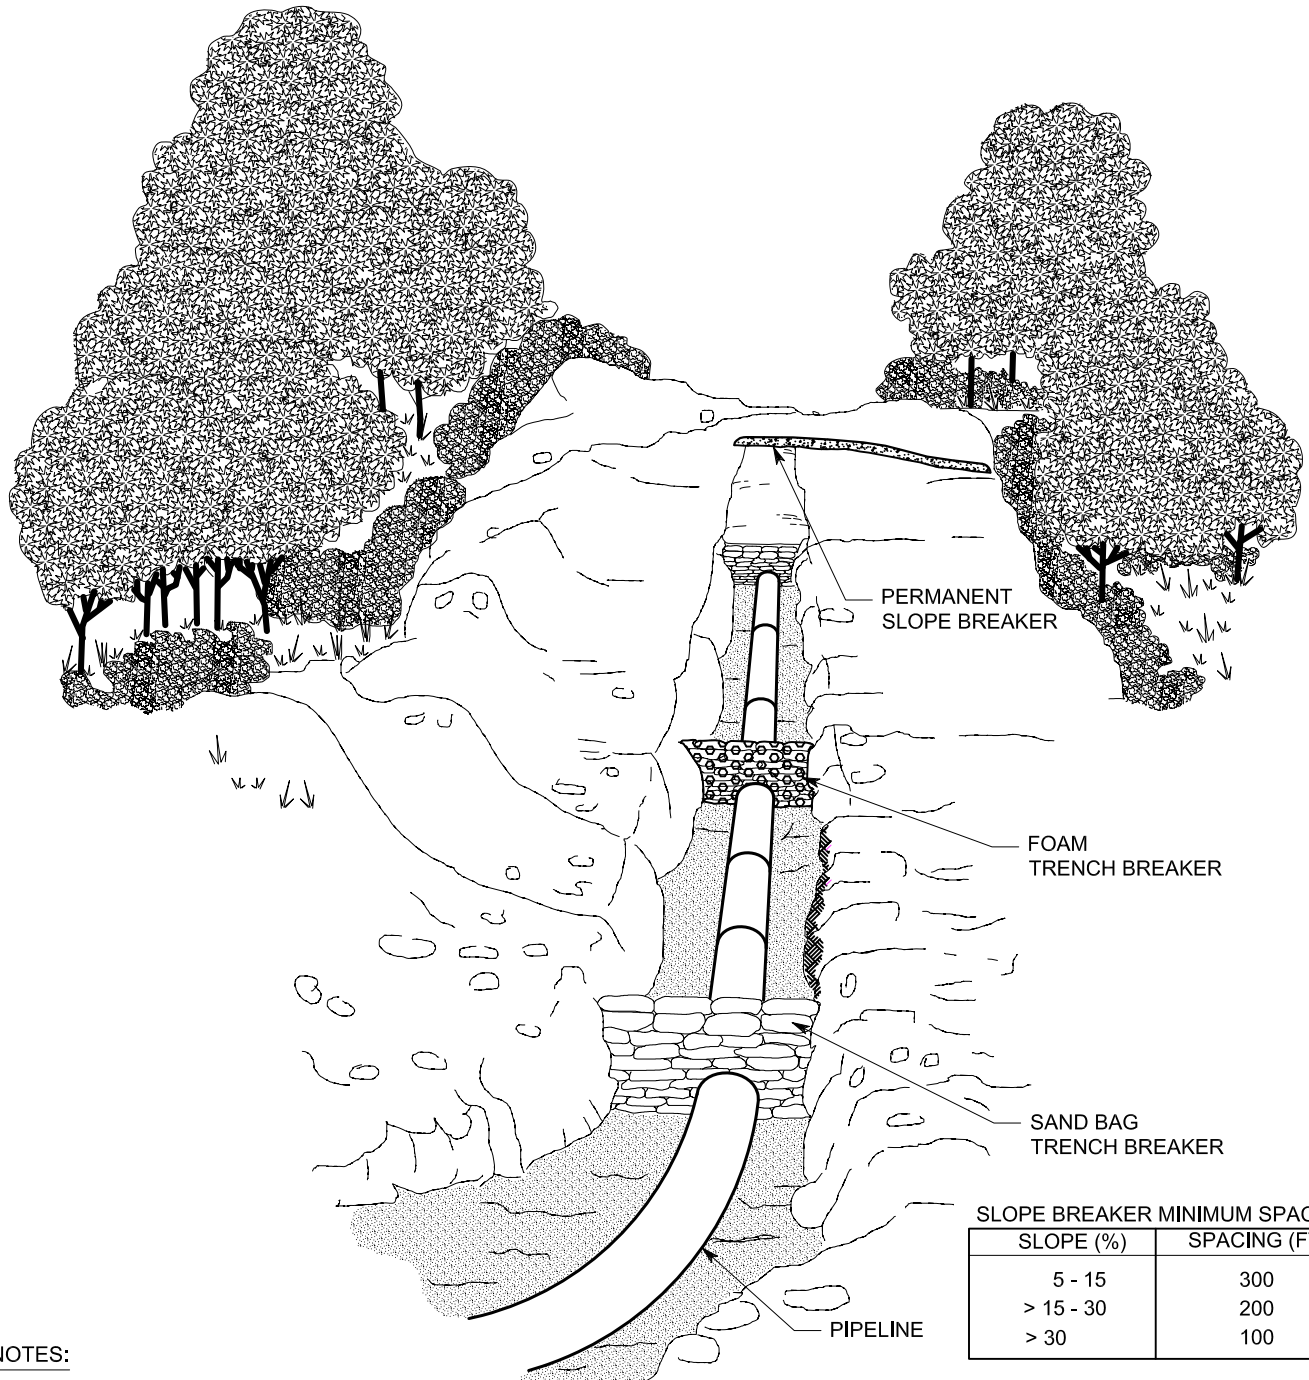 PERMANENT
SLOPE BREAKER
FOAM
TRENCH BREAKER
SAND BAG
TRENCH BREAKER
PIPELINE
SLOPE BREAKER MINIMUM SPAC
SLOPE (%) SPACING (F
5 - 15 300
> 15 - 30 200
> 30 100
NOTES: